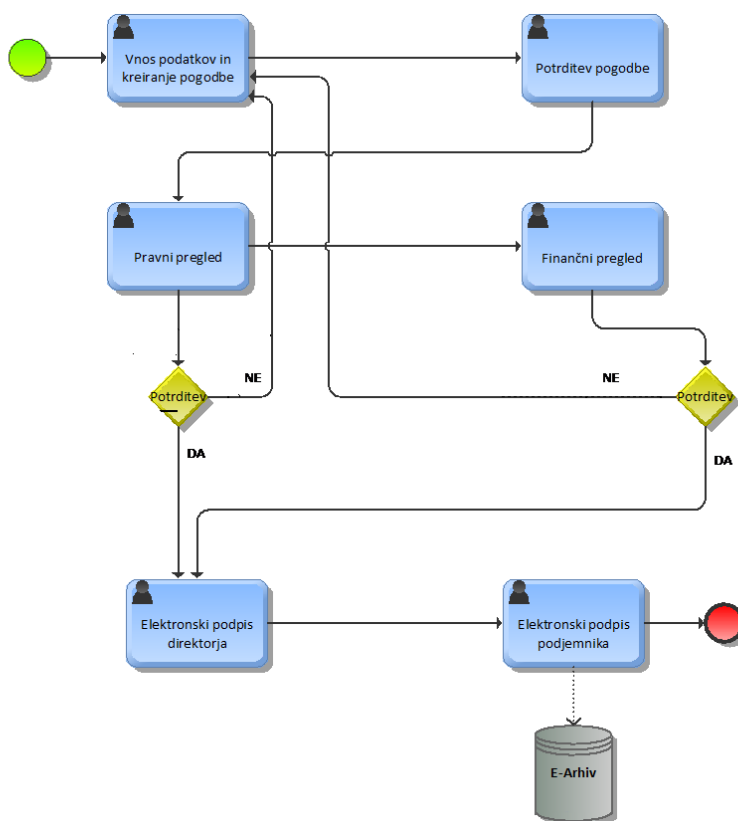 Vnos podatkov in
kreiranje pogodbe
Potrditev pogodbe
Pravni pregled
Finančni pregled
Potrditev
NE
NE
Potrditev
DA
DA
Elektronski podpis
direktorja
Elektronski podpis
podjemnika
E-Arhiv